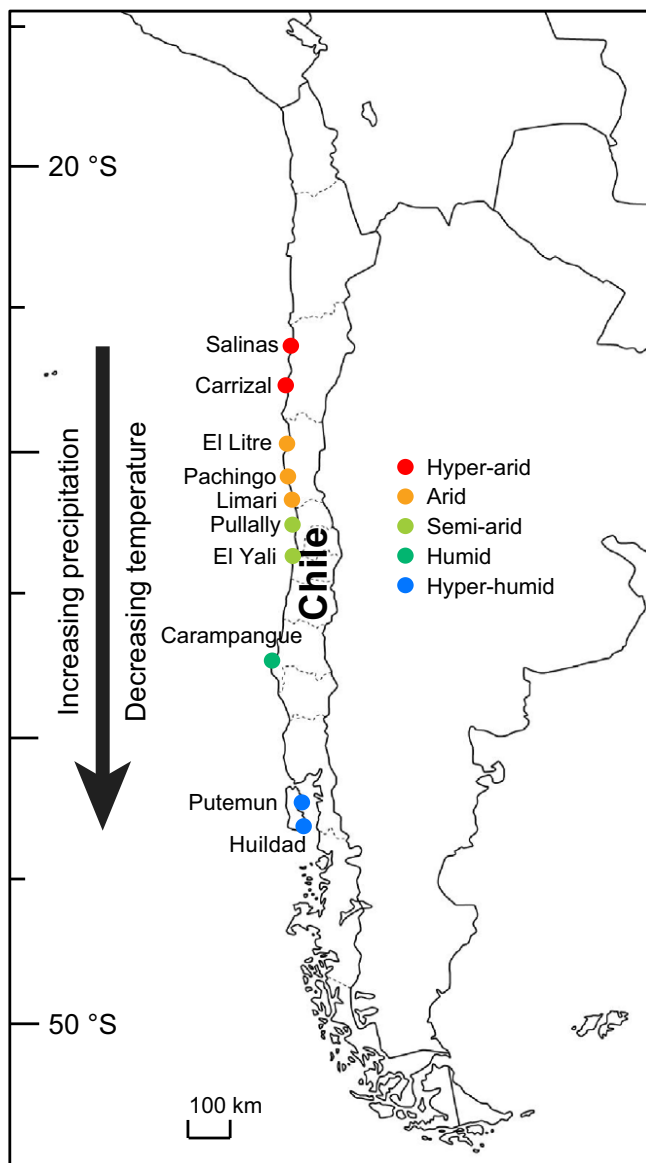 20 °S
Salinas
Carrizal
El Litre
Pachingo
Limari
Pullally
El Yali
Carampangue
Putemun
Huildad
Increasing precipitation
Decreasing temperature
Chile
Hyper-arid
Arid
Semi-arid
Humid
Hyper-humid
50 °S
100 km